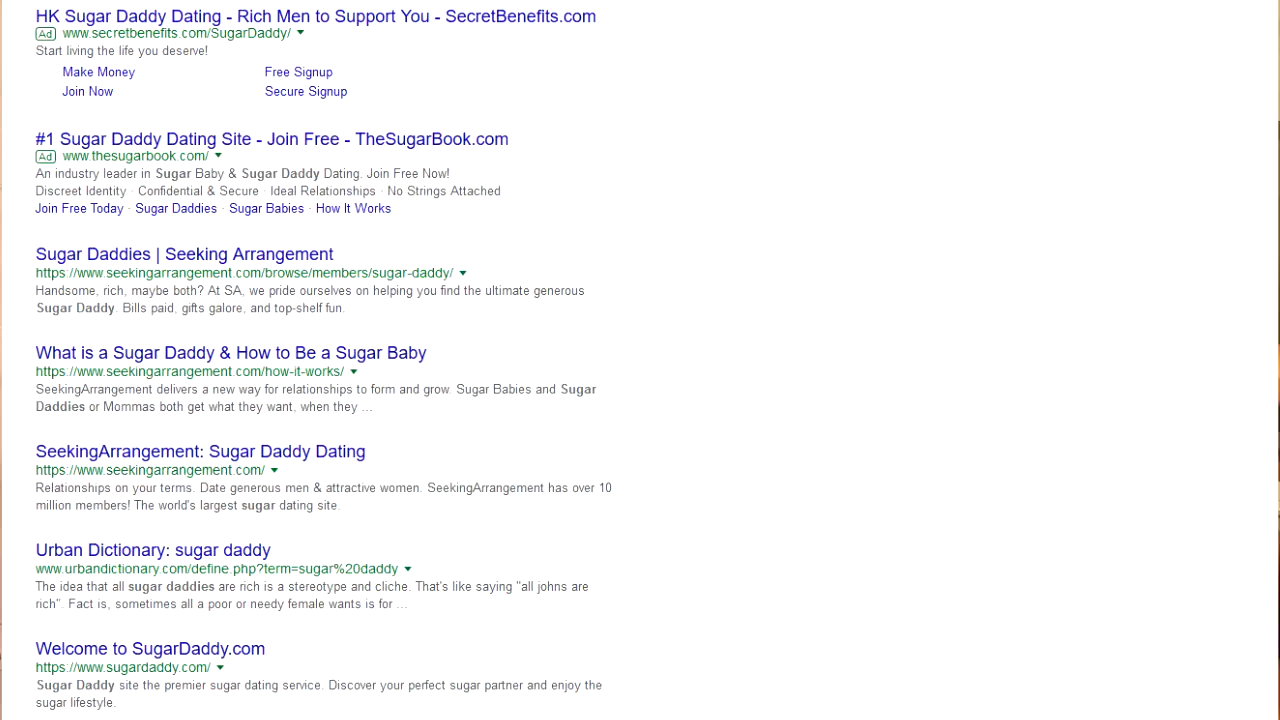 HK Sugar Daddy Dating - Rich Men to Support You - SecretBenefits.com
Ad www.secretbenefits.com/SugarDaddy/
Start living the life you deserve!
Make Money Free Signup
Join Now Secure Signup
#1 Sugar Daddy Dating Site - Join Free - TheSugarBook.com
Ad www.thesugarbook.com/
An industry leader in Sugar Baby & Sugar Daddy Dating. Join Free Now!
Discreet Identity · Confidential & Secure · Ideal Relationships · No Strings Attached
Join Free Today · Sugar Daddies · Sugar Babies · How It Works
Sugar Daddies | Seeking Arrangement
https://www.seekingarrangement.com/browse/members/sugar-daddy/
Handsome, rich, maybe both? At SA, we pride ourselves on helping you find the ultimate generous
Sugar Daddy. Bills paid, gifts galore, and top-shelf fun.
What is a Sugar Daddy & How to Be a Sugar Baby
https://www.seekingarrangement.com/how-it-works/
SeekingArrangement delivers a new way for relationships to form and grow. Sugar Babies and Sugar
Daddies or Mommas both get what they want, when they ...
SeekingArrangement: Sugar Daddy Dating
https://www.seekingarrangement.com/
Relationships on your terms. Date generous men & attractive women. SeekingArrangement has over 10
million members! The world's largest sugar dating site.
Urban Dictionary: sugar daddy
www.urbandictionary.com/define.php?term=sugar%20daddy
The idea that all sugar daddies are rich is a stereotype and cliche. That's like saying "all johns are
rich". Fact is, sometimes all a poor or needy female wants is for ...
Welcome to SugarDaddy.com
https://www.sugardaddy.com/
Sugar Daddy site the premier sugar dating service. Discover your perfect sugar partner and enjoy the
sugar lifestyle.